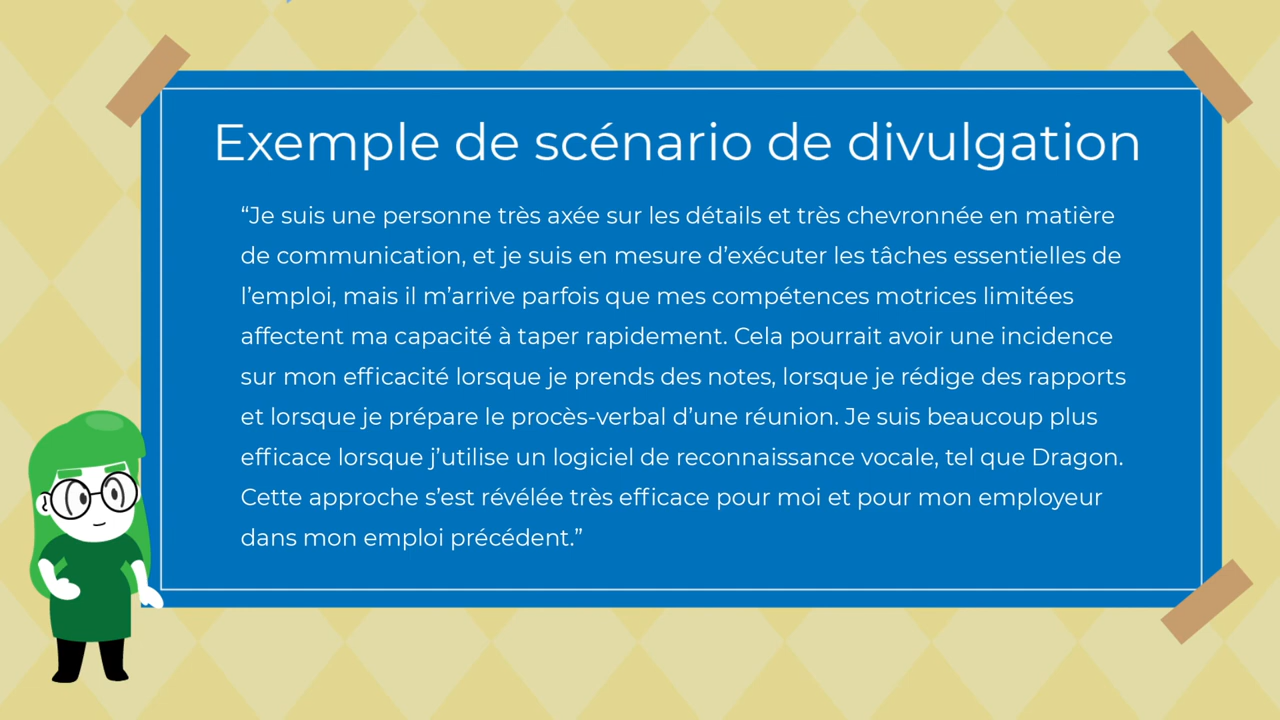 Exemple de scénario de divulgation
“Je suis une personne très axée sur les détails et très chevronnée en matière
de communication, et je suis en mesure d’exécuter les tâches essentielles de
l’emploi, mais il m’arrive parfois que mes compétences motrices limitées
affectent ma capacité à taper rapidement. Cela pourrait avoir une incidence
sur mon efficacité lorsque je prends des notes, lorsque je rédige des rapports
et lorsque je prépare le procès-verbal d’une réunion. Je suis beaucoup plus
efficace lorsque j’utilise un logiciel de reconnaissance vocale, tel que Dragon.
Cette approche s’est révélée très efficace pour moi et pour mon employeur
dans mon emploi précédent.”